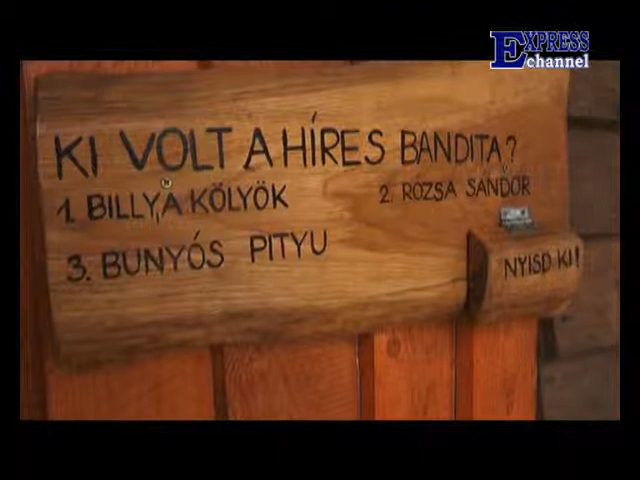 EXPRESS
channel
KI VOLT A HÍRES BANDITA?
1. BILLY, A KÖLYÖK 2. RÓZSA SÁNDOR
3. BUNYÓS PITYU
NYISD KI!